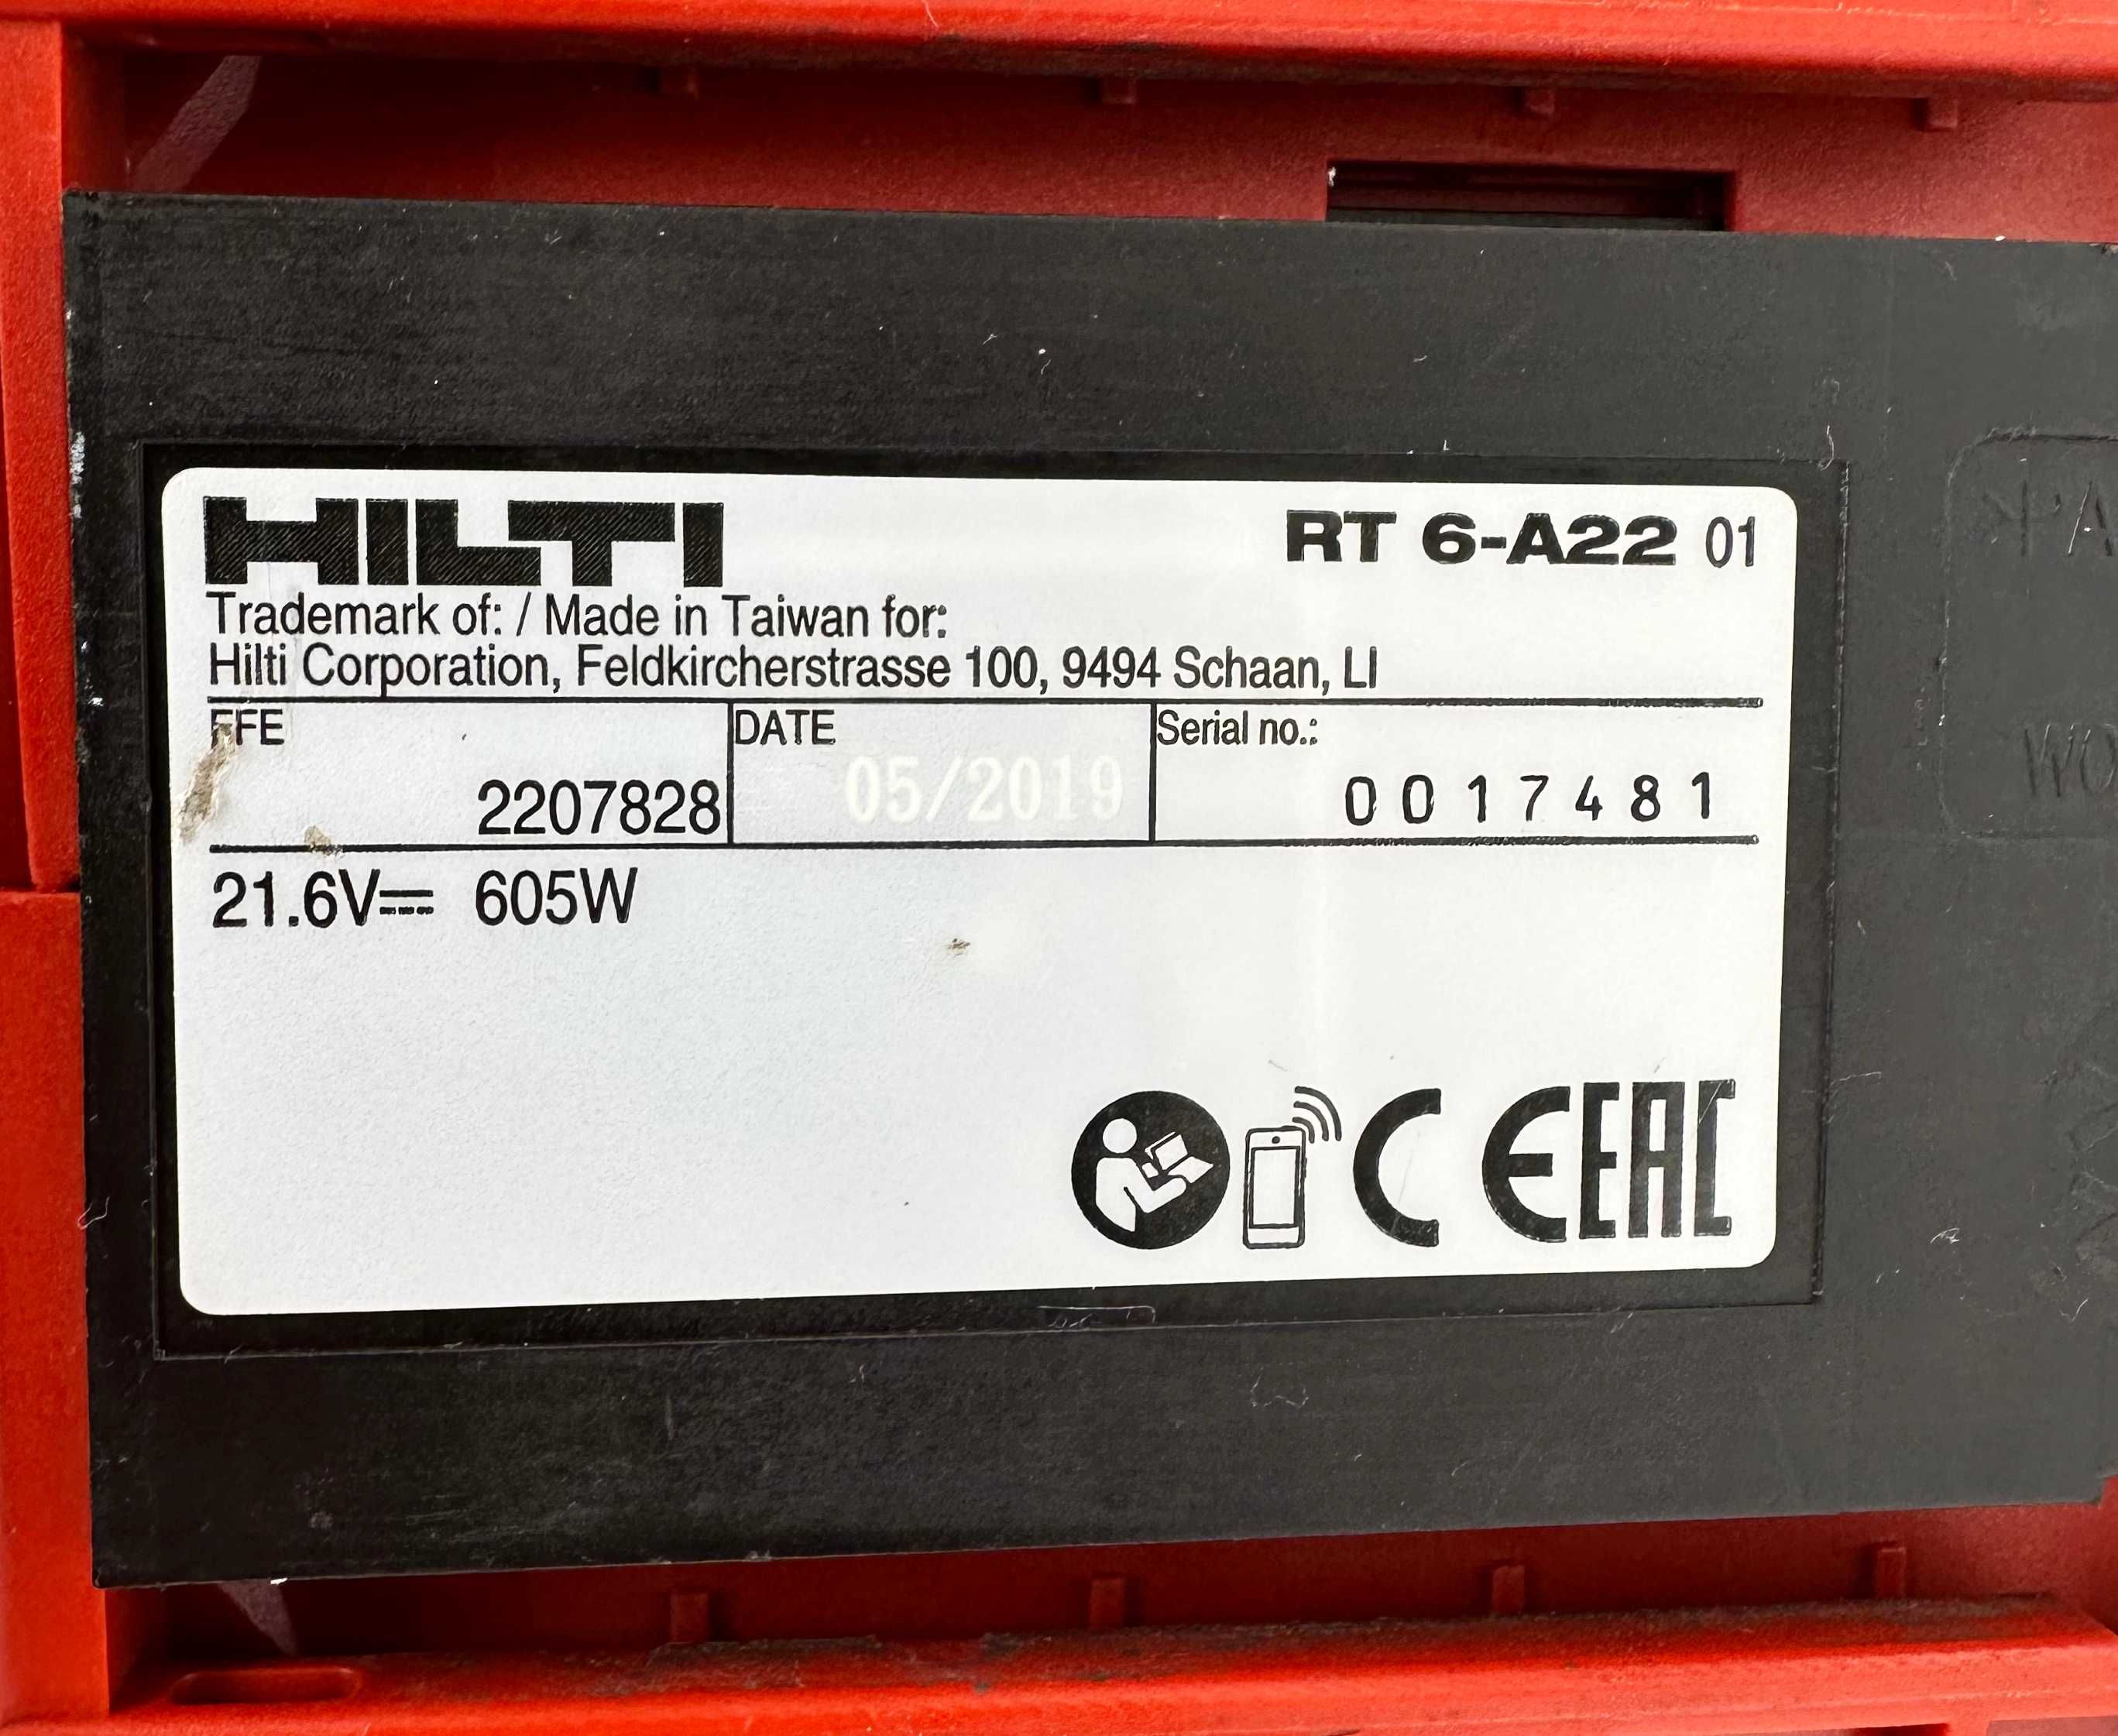 HILTI RT 6-A22 01
Trademark of: / Made in Taiwan for:
Hilti Corporation, Feldkircherstrasse 100, 9494 Schaan, LI
FFE DATE Serial no.:
2207828 05/2019 0017481
21.6V⎓ 605W
CE EAC